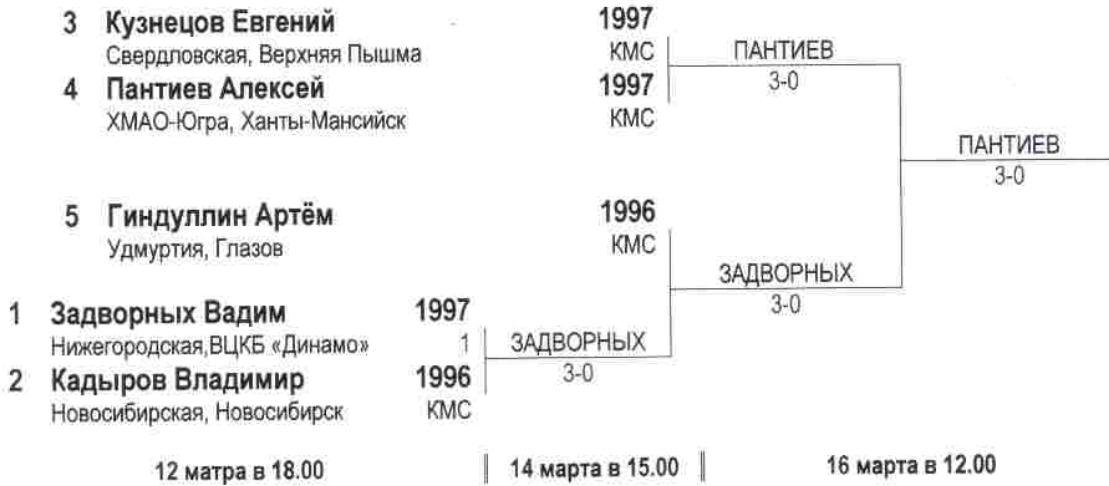 3 Кузнецов Евгений 1997
Свердловская, Верхняя Пышма КМС
ПАНТИЕВ
3-0
4 Пантиев Алексей 1997
ХМАО-Югра, Ханты-Мансийск КМС
ПАНТИЕВ
3-0
5 Гиндуллин Артём 1996
Удмуртия, Глазов КМС
ЗАДВОРНЫХ
3-0
1 Задворных Вадим 1997
Нижегородская,ВЦКБ «Динамо» 1
ЗАДВОРНЫХ
3-0
2 Кадыров Владимир 1996
Новосибирская, Новосибирск КМС
12 матра в 18.00 14 марта в 15.00 16 марта в 12.00